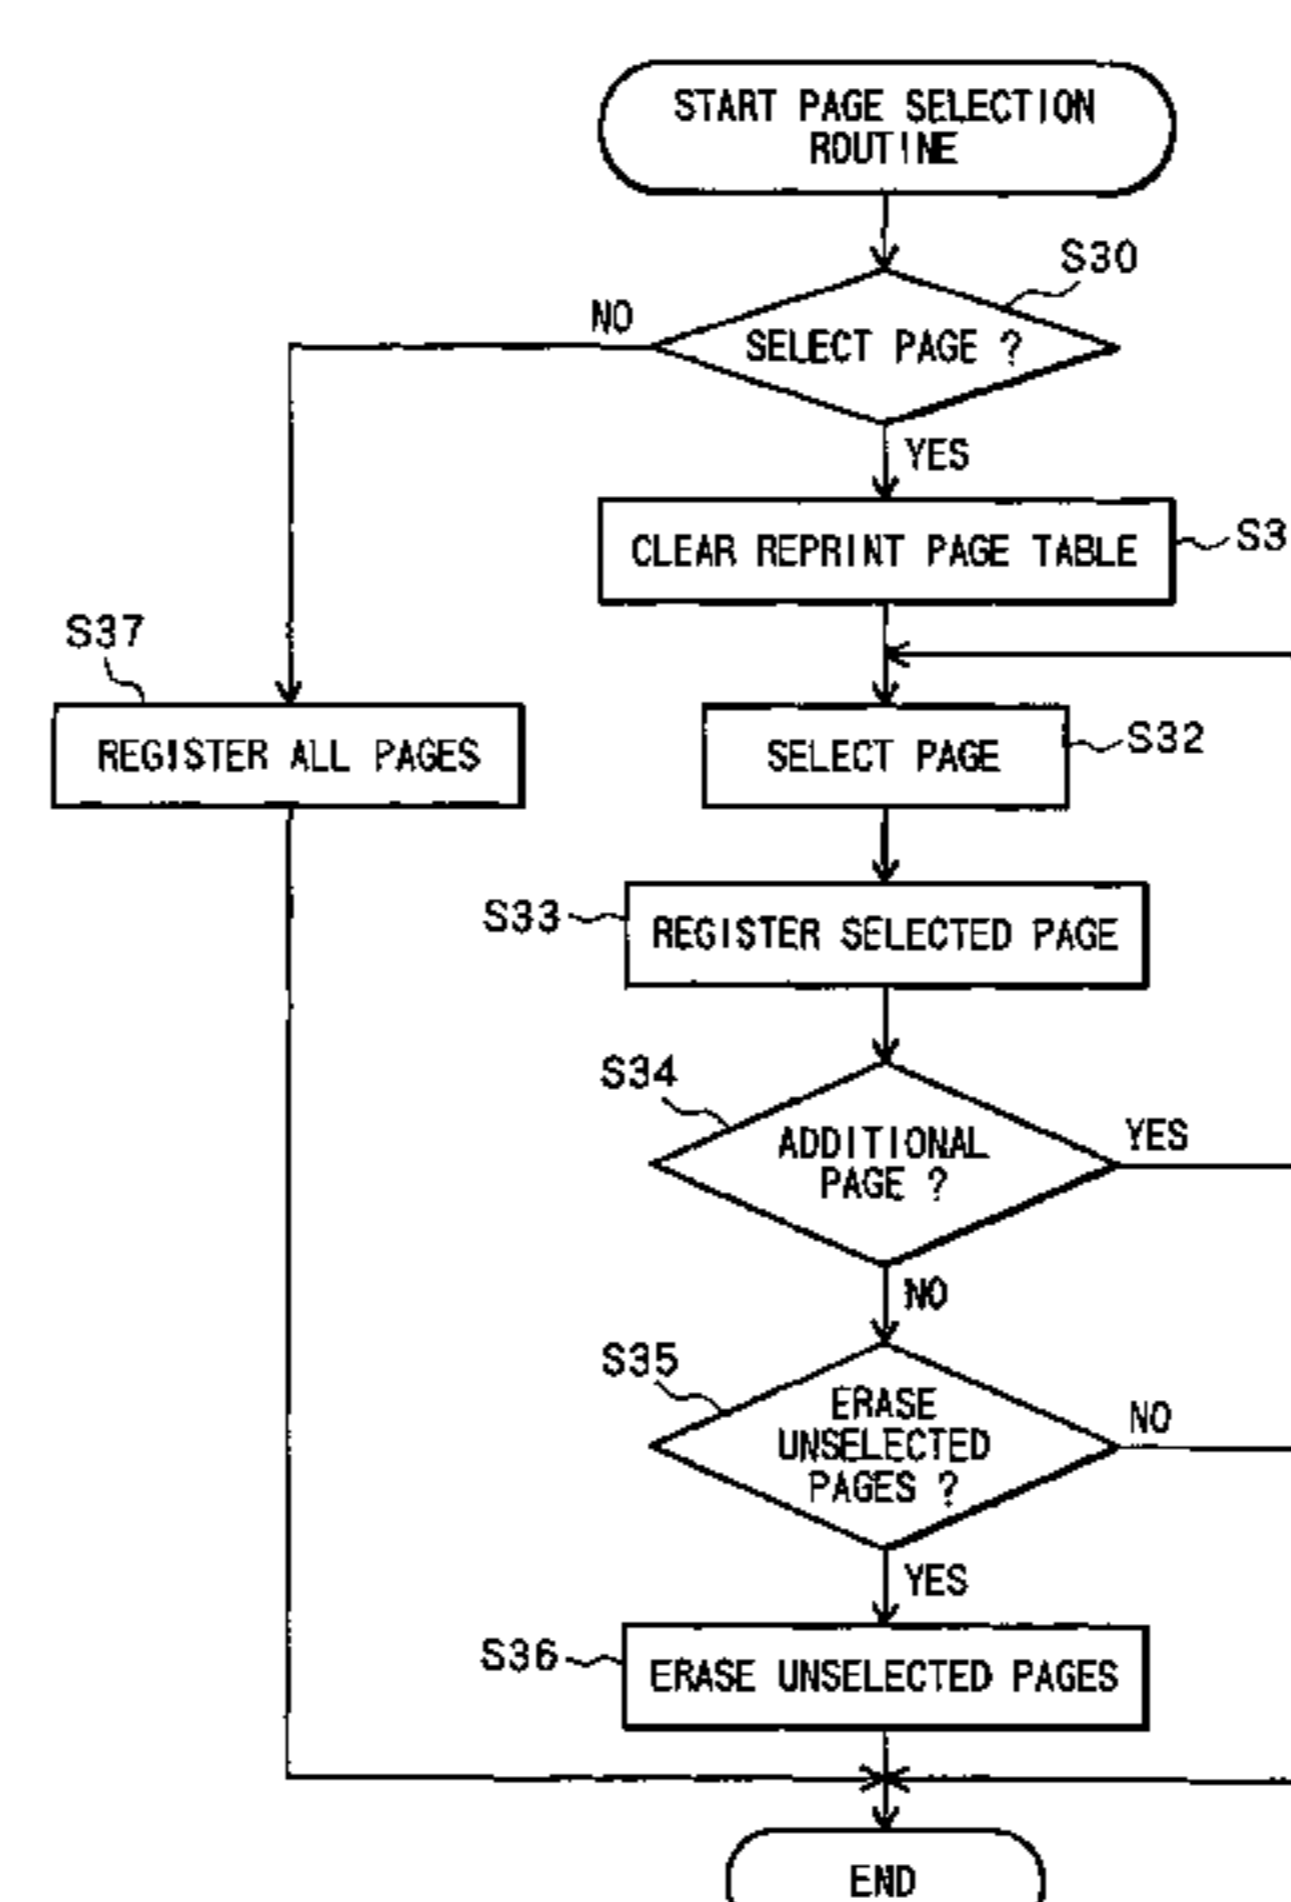 START PAGE SELECTION
ROUTINE
S30
NO
SELECT PAGE ?
YES
CLEAR REPRINT PAGE TABLE
S3
S37
REGISTER ALL PAGES
SELECT PAGE
S32
S33
REGISTER SELECTED PAGE
S34
ADDITIONAL
PAGE ?
YES
NO
S35
ERASE
UNSELECTED
PAGES ?
NO
YES
S36
ERASE UNSELECTED PAGES
END